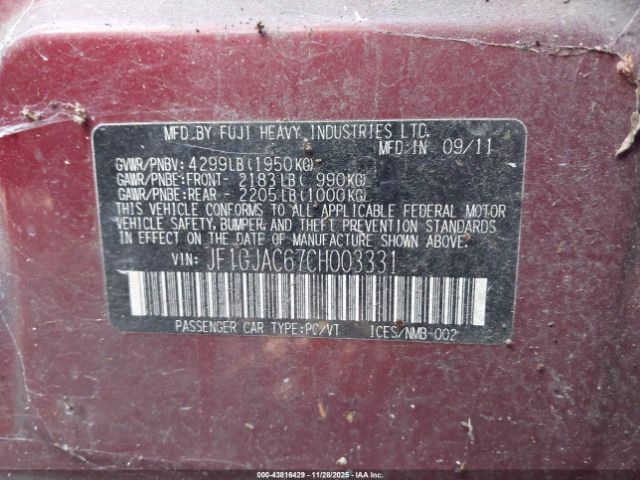 MFD.BY FUJI HEAVY INDUSTRIES LTD.
MFD IN 09/11
GVWR/PNBV: 4299LB(1950KG)
GAWR/PNBE:FRONT- 2183LB( 990KG)
GAWR/PNBE:REAR - 2205LB(1000KG)
THIS VEHICLE CONFORMS TO ALL APPLICABLE FEDERAL MOTOR
VEHICLE SAFETY, BUMPER, AND THEFT PREVENTION STANDARDS
IN EFFECT ON THE DATE OF MANUFACTURE SHOWN ABOVE.
VIN: JF1GJAC67CH003331
PASSENGER CAR TYPE:PC/VT ICES/NMB-002
000-43816429 - 11/28/2025 - IAAI.COM